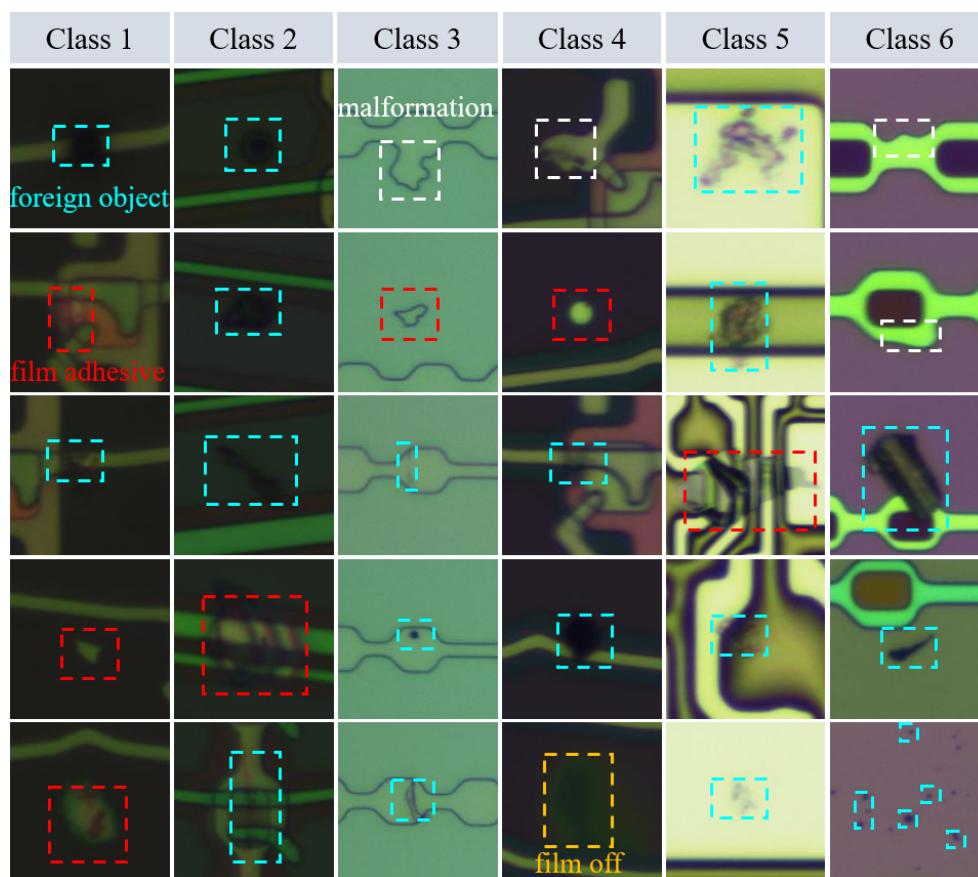 Class 1
Class 2
Class 3
Class 4
Class 5
Class 6
malformation
foreign object
film adhesive
film off